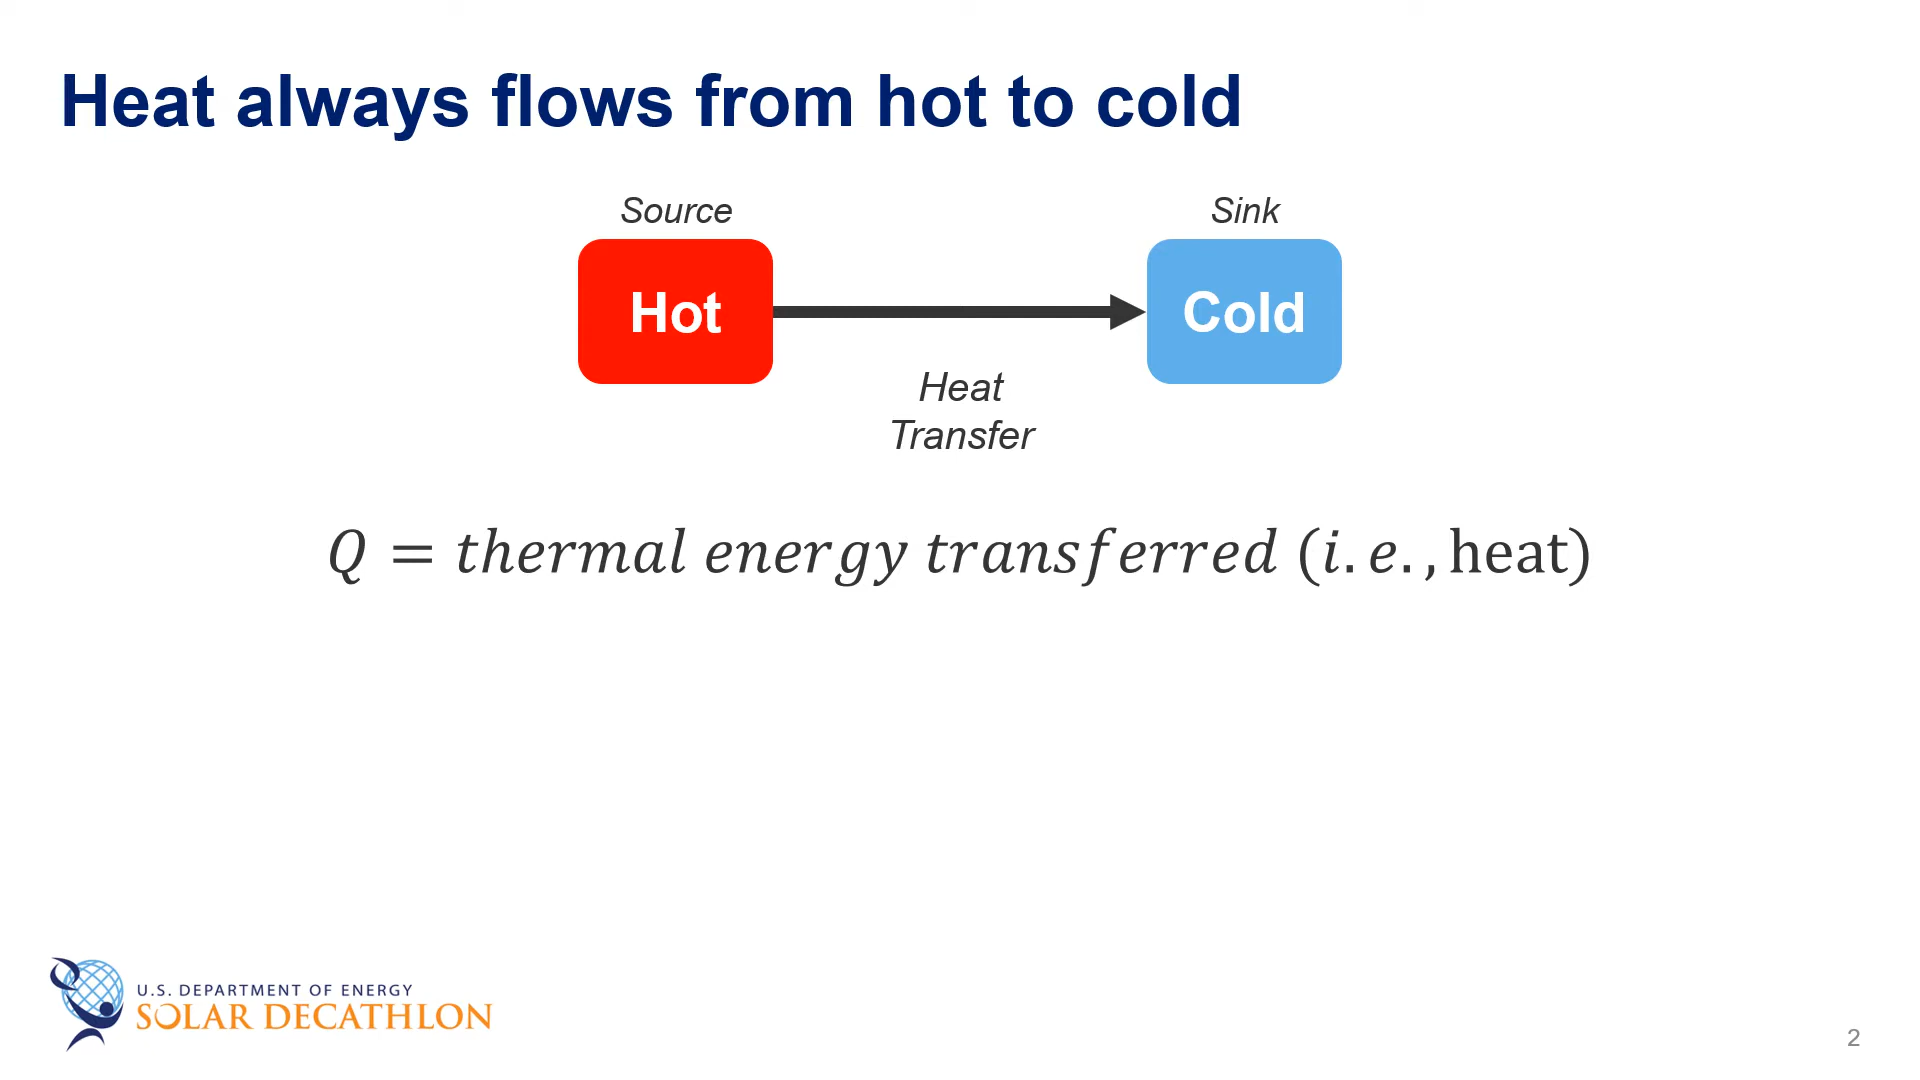 Heat always flows from hot to cold
Source
Sink
Hot
Cold
Heat
Transfer
Q = thermal energy transferred (i.e., heat)
U.S. DEPARTMENT OF ENERGY
SOLAR DECATHLON
2